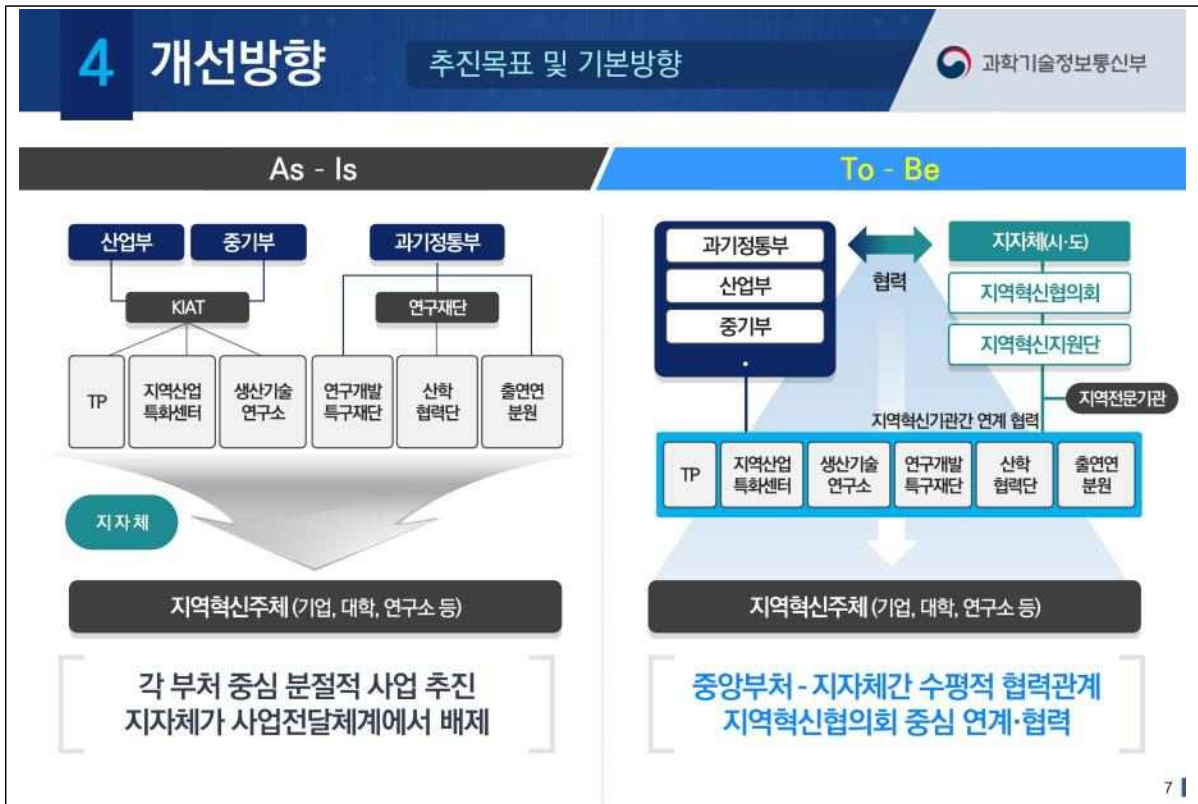 4 개선방향 추진목표 및 기본방향 과학기술정보통신부
As - Is
산업부 중기부 과기정통부
KIAT 연구재단
TP
지역산업
특화센터
생산기술
연구소
연구개발
특구재단
산학
협력단
출연연
분원
지자체
지역혁신주체 (기업, 대학, 연구소 등)
각 부처 중심 분절적 사업 추진
지자체가 사업전달체계에서 배제
To - Be
과기정통부
산업부
중기부
협력
지자체(시·도)
지역혁신협의회
지역혁신지원단
지역전문기관
지역혁신기관간 연계 협력
TP
지역산업
특화센터
생산기술
연구소
연구개발
특구재단
산학
협력단
출연연
분원
지역혁신주체 (기업, 대학, 연구소 등)
중앙부처 - 지자체간 수평적 협력관계
지역혁신협의회 중심 연계·협력
7